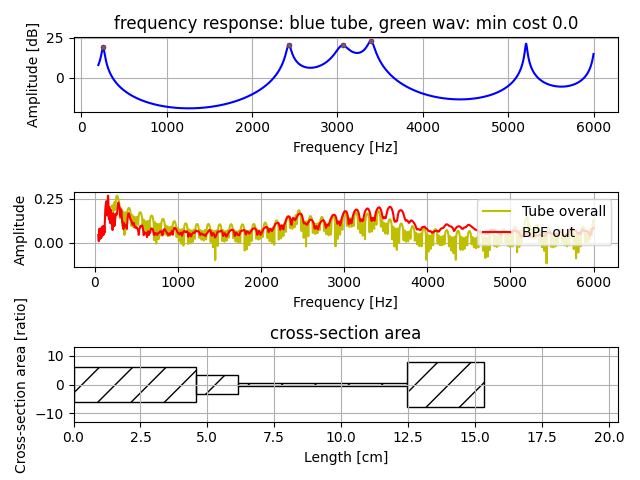 frequency response: blue tube, green wav: min cost 0.0
Amplitude [dB]
25
0
0 1000 2000 3000 4000 5000 6000
Frequency [Hz]
Amplitude
0.25
0.00
Tube overall
BPF out
0 1000 2000 3000 4000 5000 6000
Frequency [Hz]
cross-section area
Cross-section area [ratio]
10
0
−10
0.0 2.5 5.0 7.5 10.0 12.5 15.0 17.5 20.0
Length [cm]